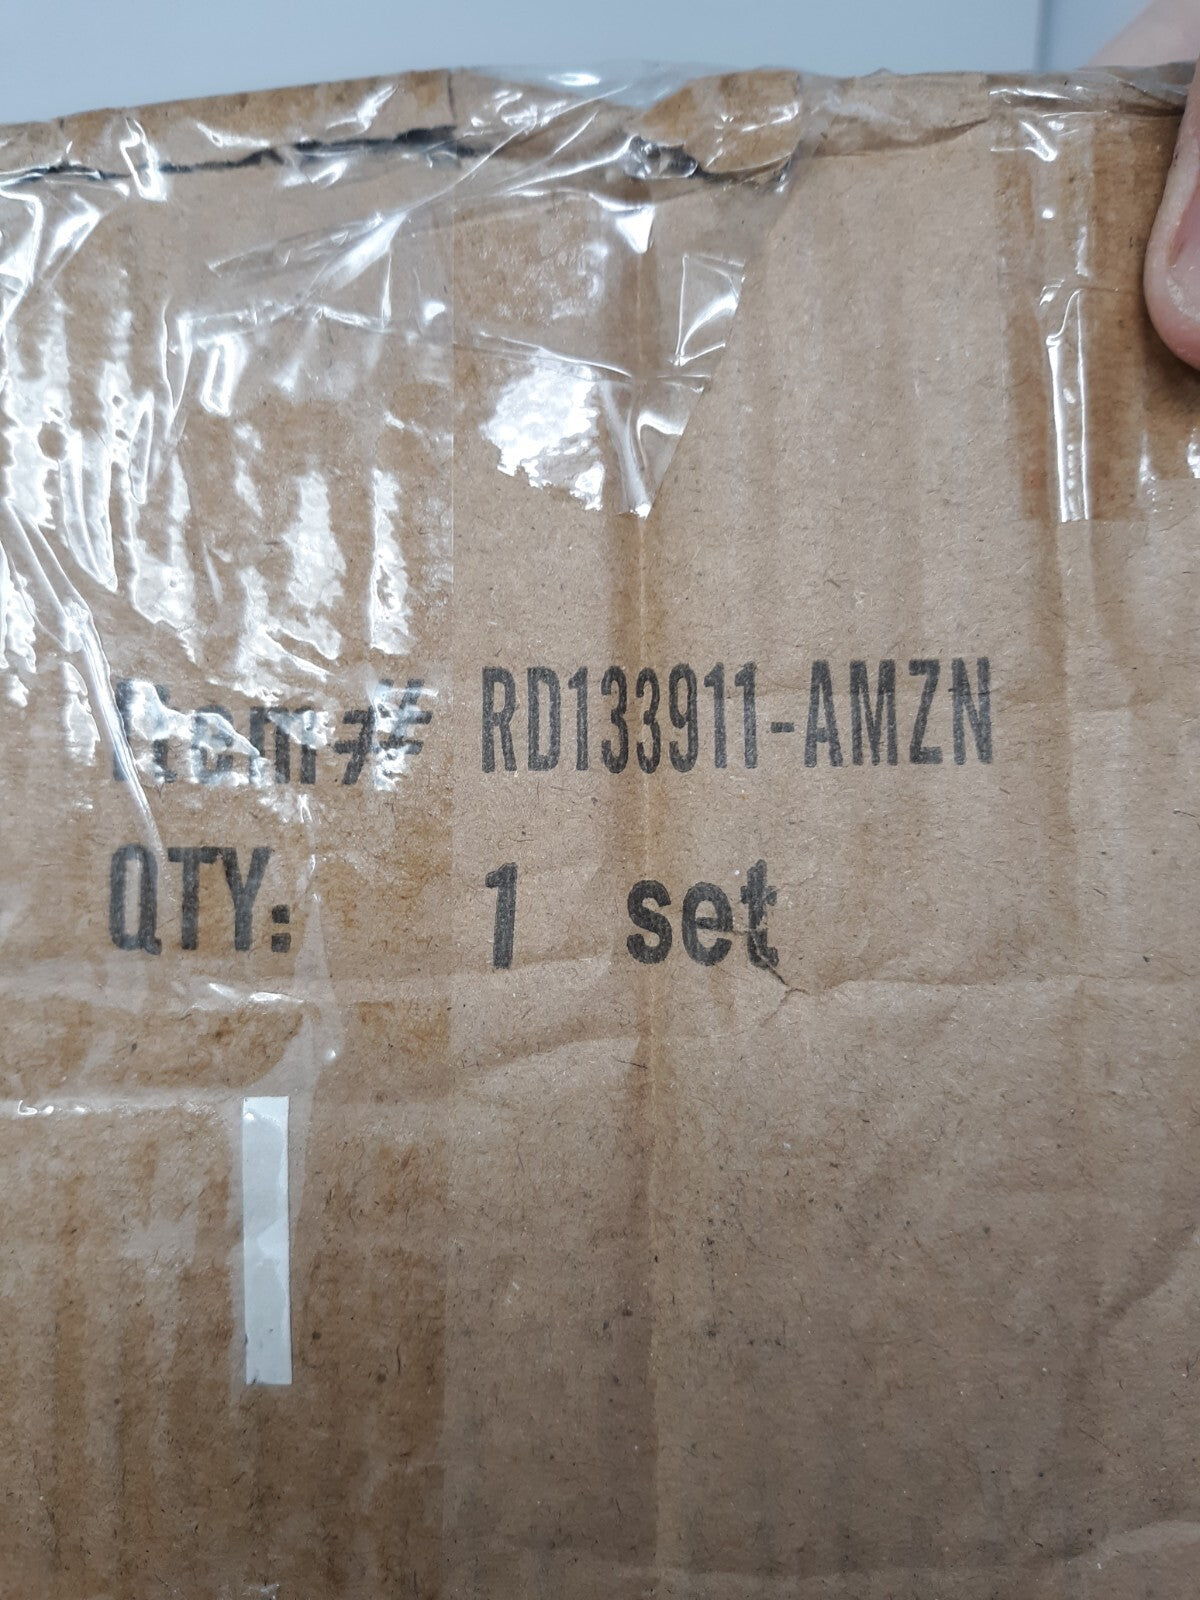 Item# RD133911-AMZN
QTY: 1 set